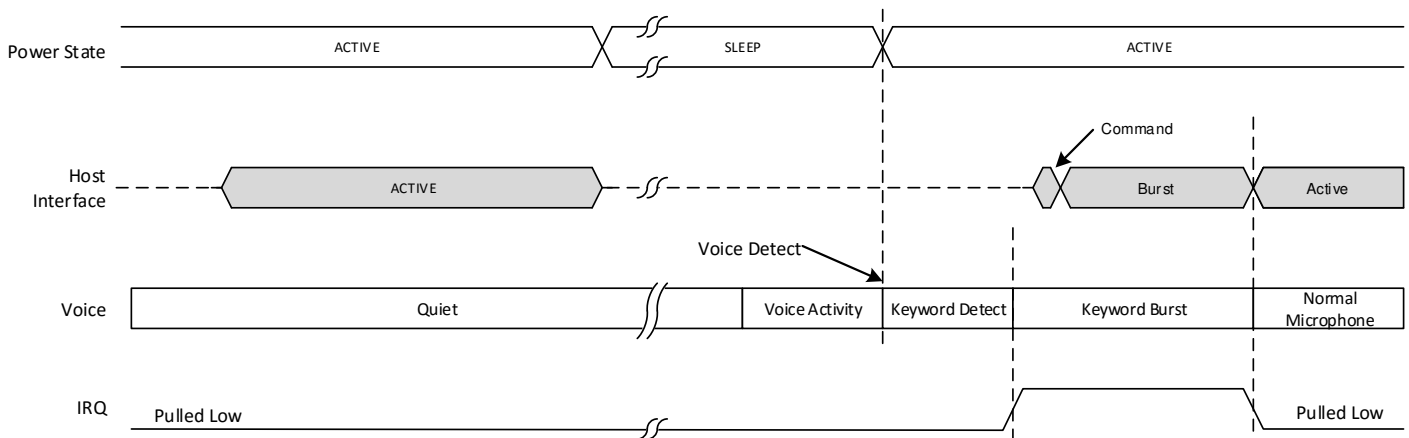 Power State
ACTIVE
SLEEP
ACTIVE
Command
Host
Interface
ACTIVE
Burst
Active
Voice Detect
Voice
Quiet
Voice Activity
Keyword Detect
Keyword Burst
Normal
Microphone
IRQ
Pulled Low
Pulled Low